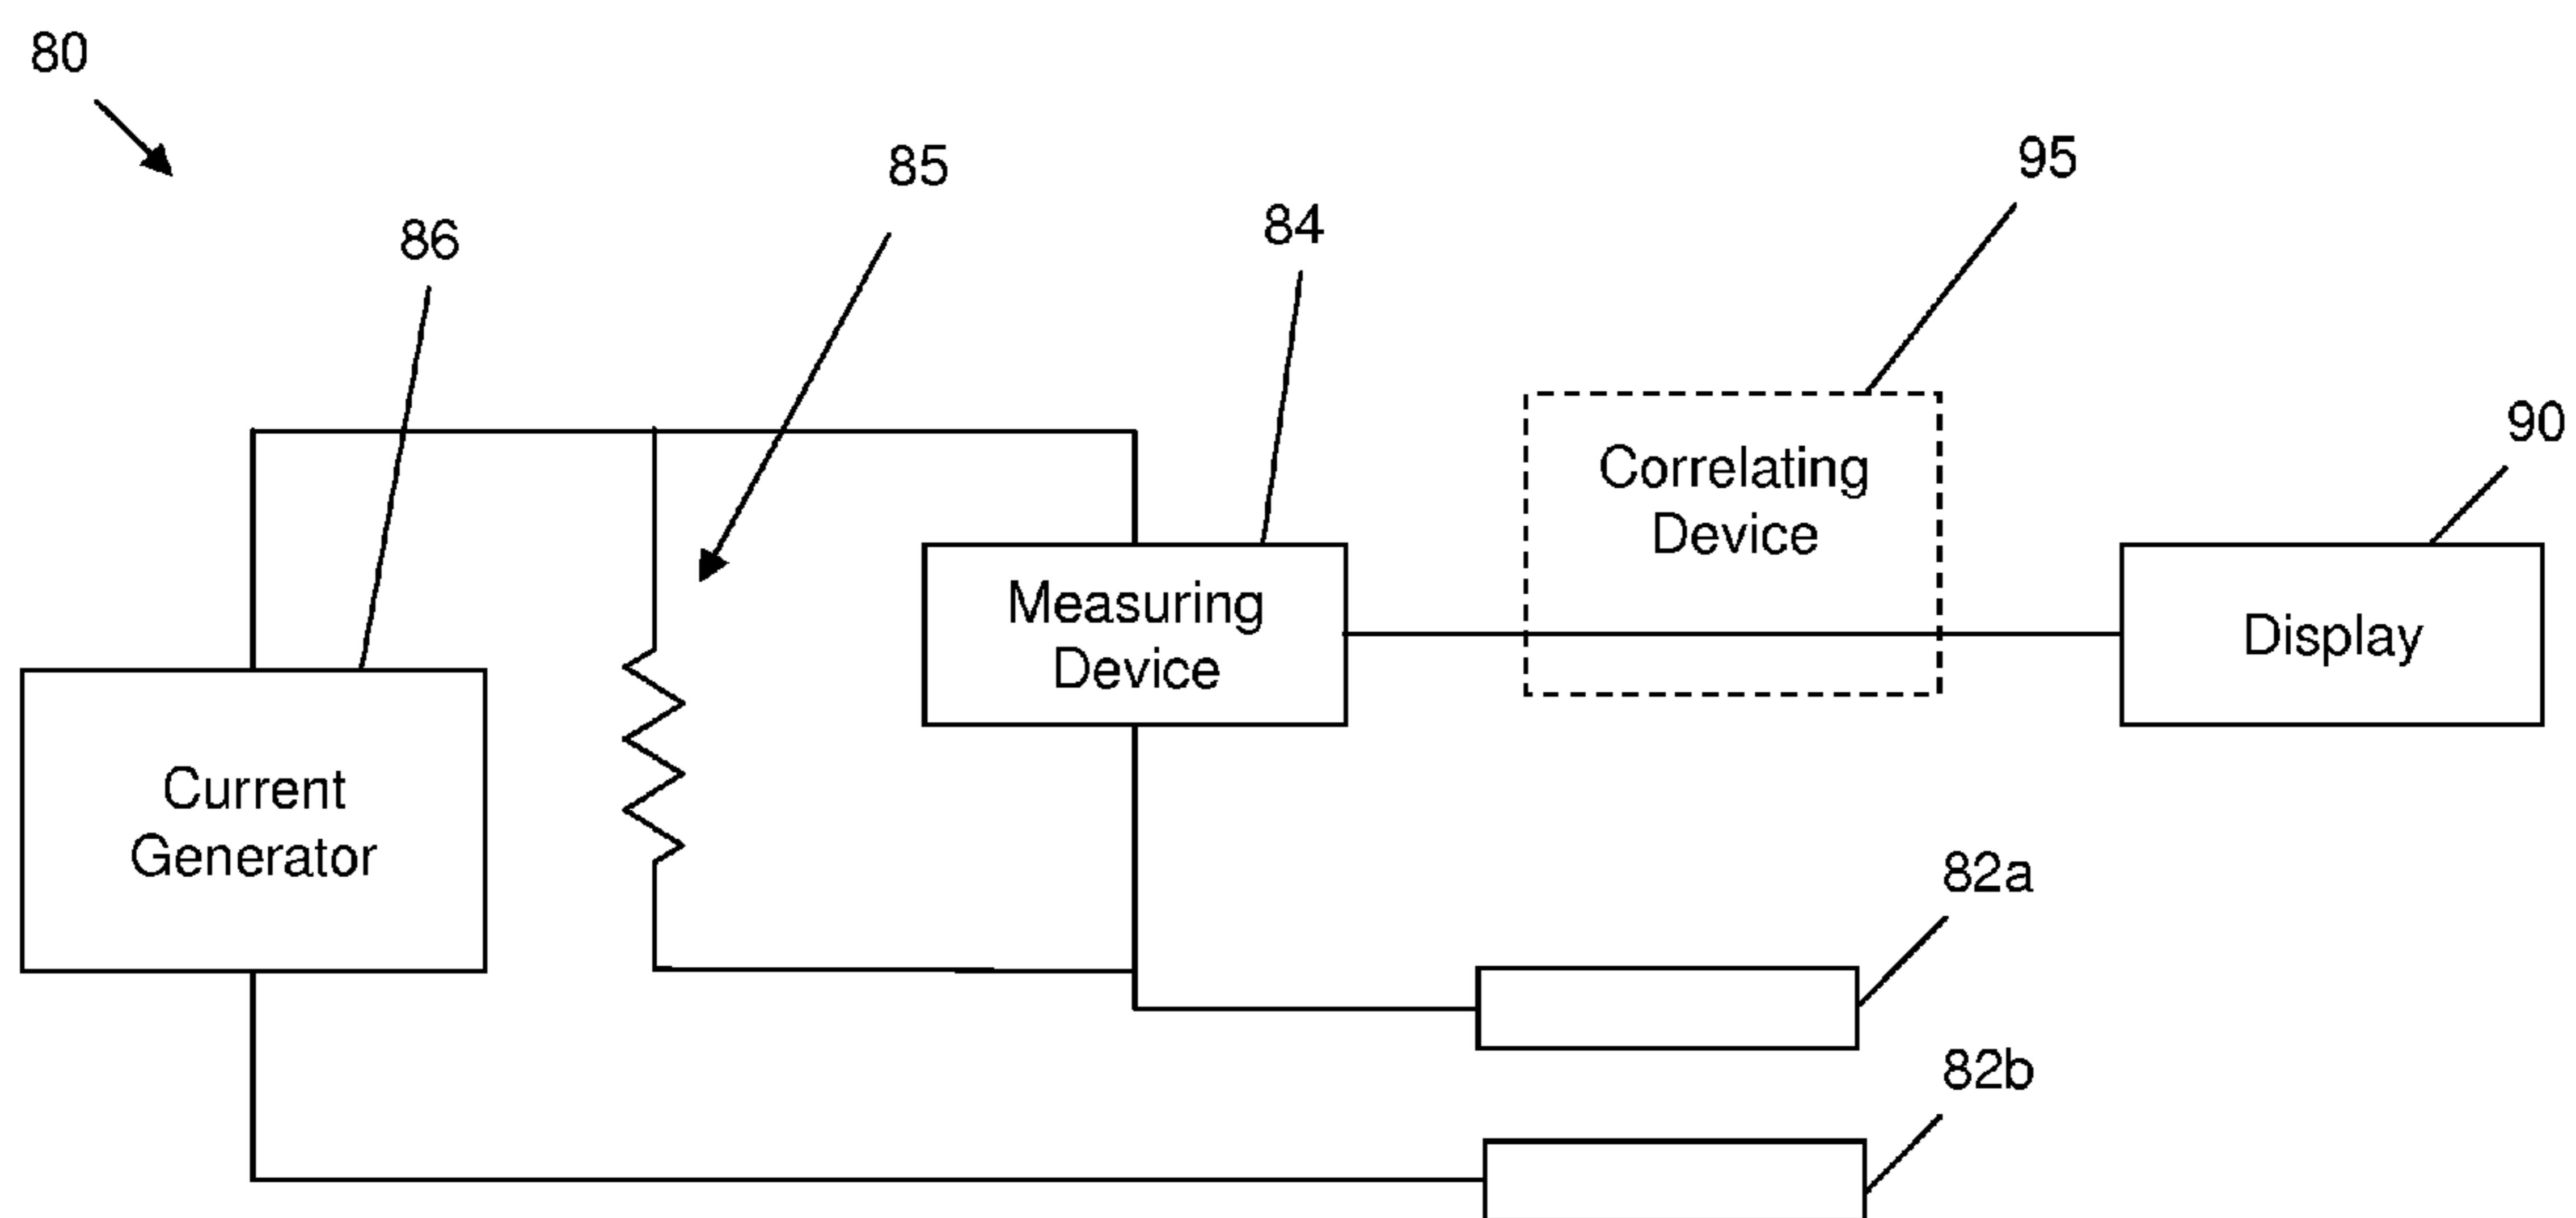 80
85
95
86
84
90
Correlating
Device
Measuring
Device
Display
Current
Generator
82a
82b